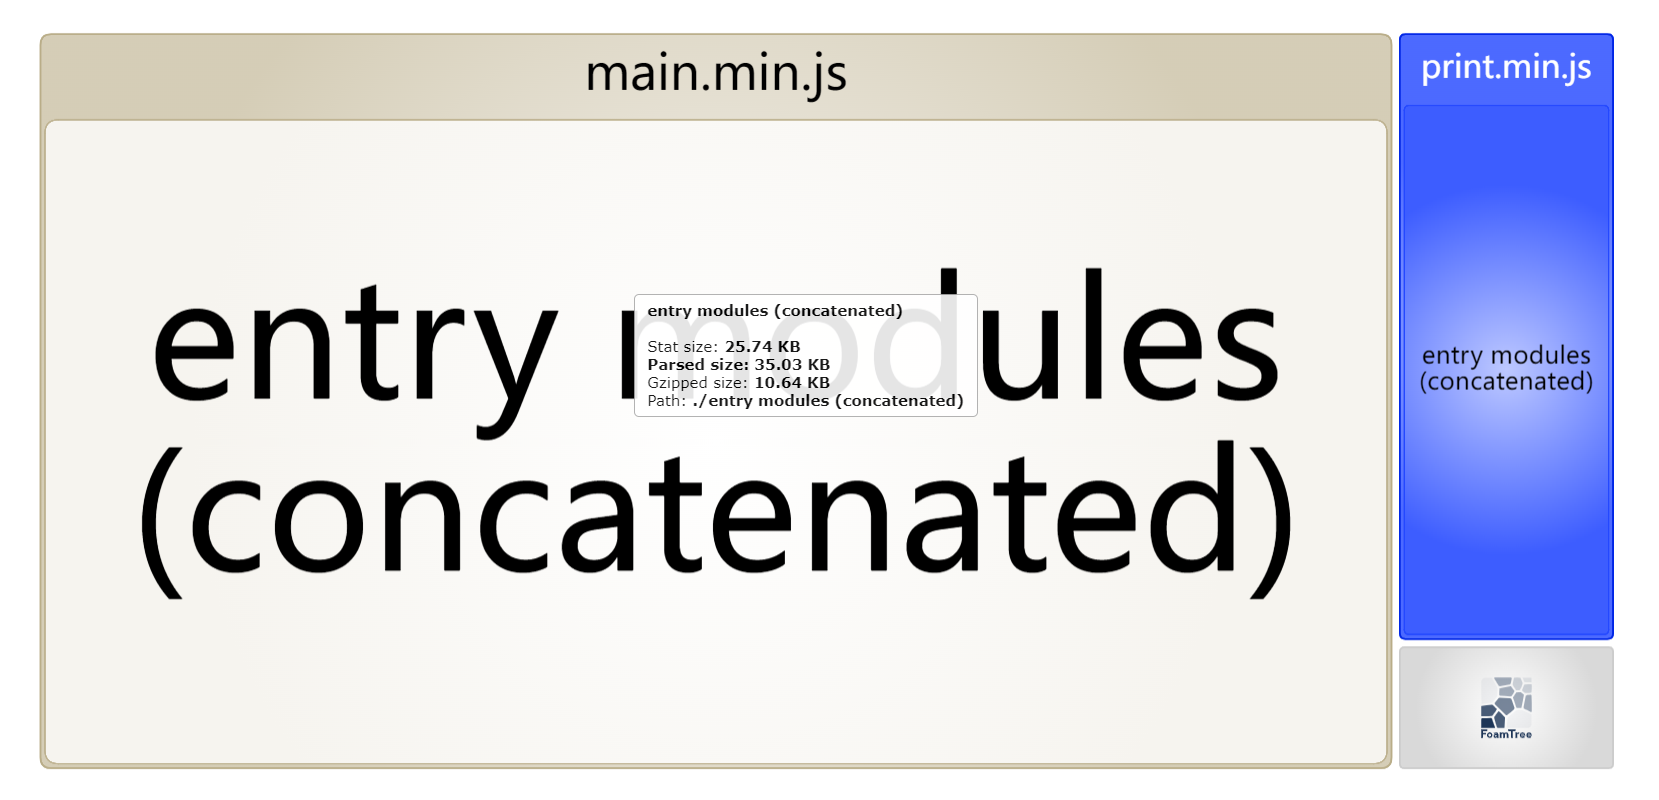 main.min.js
entry modules
(concatenated)
entry modules (concatenated)
Stat size: 25.74 KB
Parsed size: 35.03 KB
Gzipped size: 10.64 KB
Path: ./entry modules (concatenated)
print.min.js
entry modules
(concatenated)
FoamTree